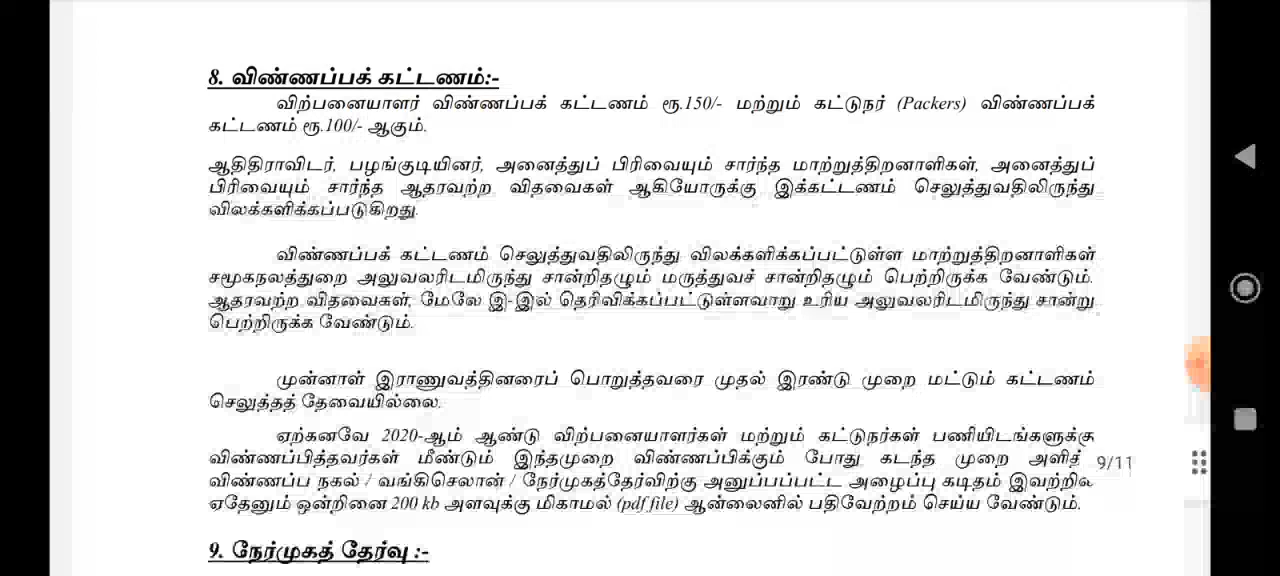 8. விண்ணப்பக் கட்டணம்:-
விற்பனையாளர் விண்ணப்பக் கட்டணம் ரூ.150/- மற்றும் கட்டுநர் (Packers) விண்ணப்பக்
கட்டணம் ரூ.100/- ஆகும்.
ஆதிதிராவிடர், பழங்குடியினர், அனைத்துப் பிரிவையும் சார்ந்த மாற்றுத்திறனாளிகள், அனைத்துப்
பிரிவையும் சார்ந்த ஆதரவற்ற விதவைகள் ஆகியோருக்கு இக்கட்டணம் செலுத்துவதிலிருந்து
விலக்களிக்கப்படுகிறது.
விண்ணப்பக் கட்டணம் செலுத்துவதிலிருந்து விலக்களிக்கப்பட்டுள்ள மாற்றுத்திறனாளிகள்
சமூகநலத்துறை அலுவலரிடமிருந்து சான்றிதழும் மருத்துவச் சான்றிதழும் பெற்றிருக்க வேண்டும்.
ஆதரவற்ற விதவைகள், மேலே இ-இல் தெரிவிக்கப்பட்டுள்ளவாறு உரிய அலுவலரிடமிருந்து சான்று
பெற்றிருக்க வேண்டும்.
முன்னாள் இராணுவத்தினரைப் பொறுத்தவரை முதல் இரண்டு முறை மட்டும் கட்டணம்
செலுத்தத் தேவையில்லை.
ஏற்கனவே 2020-ஆம் ஆண்டு விற்பனையாளர்கள் மற்றும் கட்டுநர்கள் பணியிடங்களுக்கு
விண்ணப்பித்தவர்கள் மீண்டும் இந்தமுறை விண்ணப்பிக்கும் போது கடந்த முறை அளித் 9/11
விண்ணப்ப நகல் / வங்கிசெலான் / நேர்முகத்தேர்விற்கு அனுப்பப்பட்ட அழைப்பு கடிதம் இவற்றில்
ஏதேனும் ஒன்றினை 200 kb அளவுக்கு மிகாமல் (pdf file) ஆன்லைனில் பதிவேற்றம் செய்ய வேண்டும்.
9. நேர்முகத் தேர்வு :-